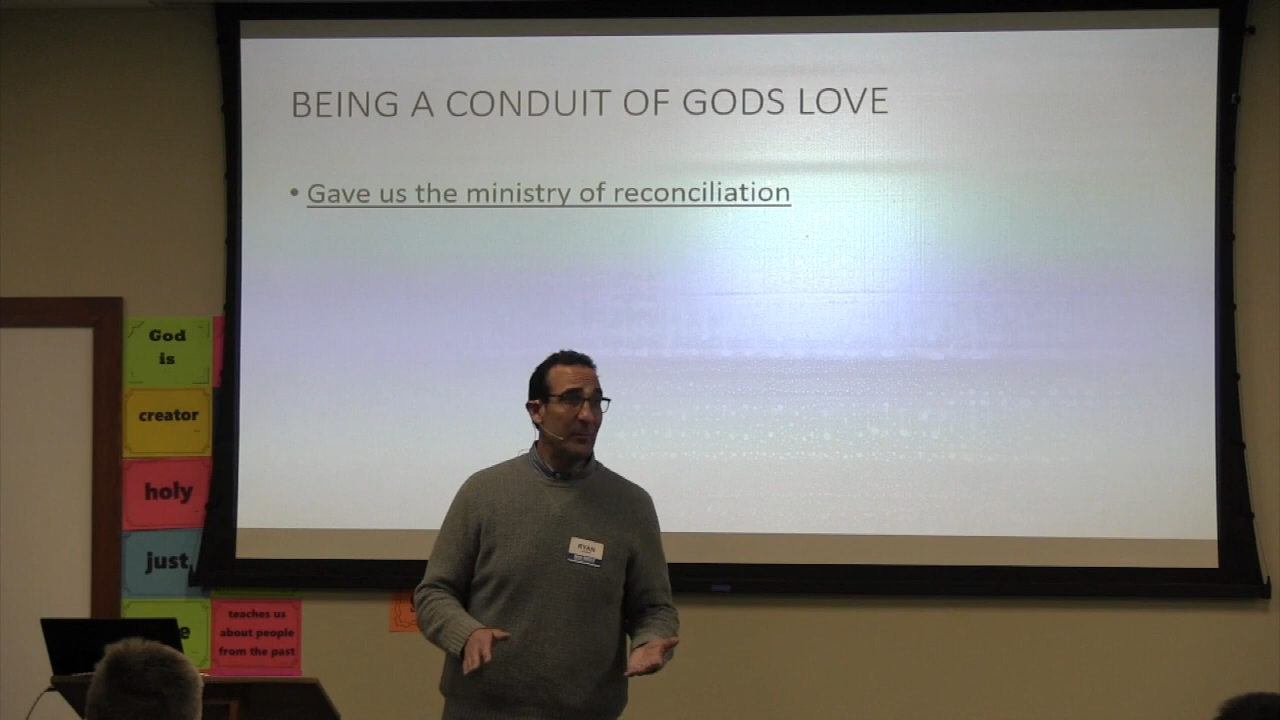 BEING A CONDUIT OF GODS LOVE
• Gave us the ministry of reconciliation
God
is
creator
holy
just
teaches us
about people
from the past
RYAN